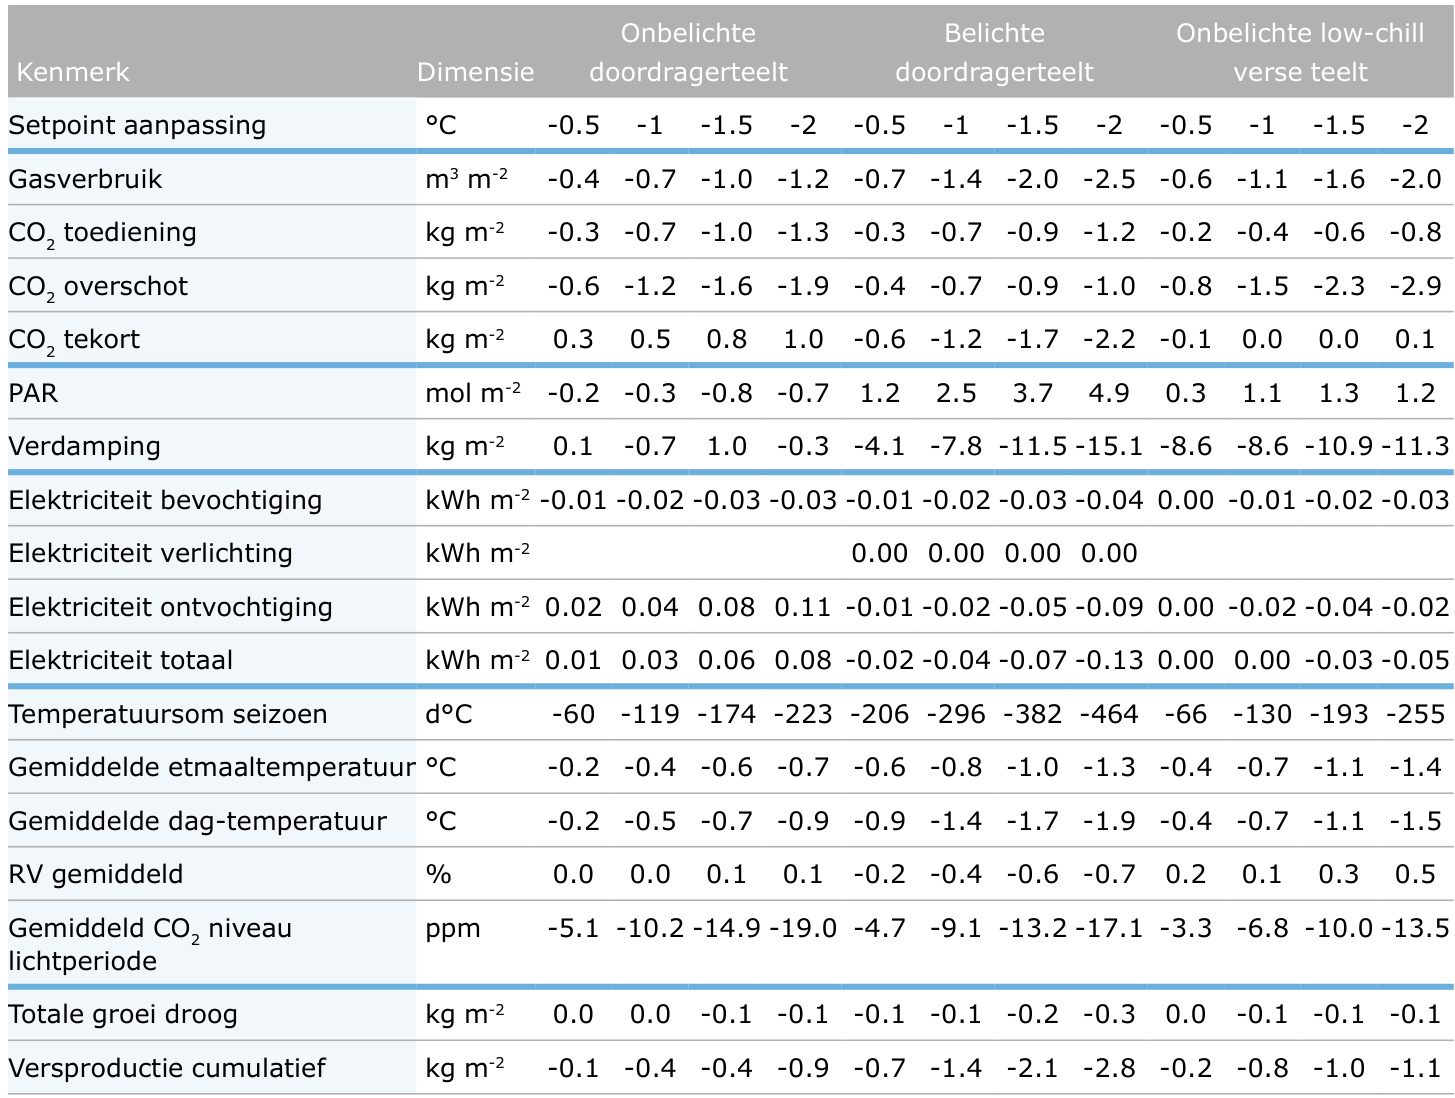 Onbelichte Belichte Onbelichte low-chill
Kenmerk Dimensie doordragerteelt doordragerteelt verse teelt
Setpoint aanpassing °C -0.5 -1 -1.5 -2 -0.5 -1 -1.5 -2 -0.5 -1 -1.5 -2
Gasverbruik m³ m⁻² -0.4 -0.7 -1.0 -1.2 -0.7 -1.4 -2.0 -2.5 -0.6 -1.1 -1.6 -2.0
CO₂ toediening kg m⁻² -0.3 -0.7 -1.0 -1.3 -0.3 -0.7 -0.9 -1.2 -0.2 -0.4 -0.6 -0.8
CO₂ overschot kg m⁻² -0.6 -1.2 -1.6 -1.9 -0.4 -0.7 -0.9 -1.0 -0.8 -1.5 -2.3 -2.9
CO₂ tekort kg m⁻² 0.3 0.5 0.8 1.0 -0.6 -1.2 -1.7 -2.2 -0.1 0.0 0.0 0.1
PAR mol m⁻² -0.2 -0.3 -0.8 -0.7 1.2 2.5 3.7 4.9 0.3 1.1 1.3 1.2
Verdamping kg m⁻² 0.1 -0.7 1.0 -0.3 -4.1 -7.8 -11.5 -15.1 -8.6 -8.6 -10.9 -11.3
Elektriciteit bevochtiging kWh m⁻² -0.01 -0.02 -0.03 -0.03 -0.01 -0.02 -0.03 -0.04 0.00 -0.01 -0.02 -0.03
Elektriciteit verlichting kWh m⁻² 0.00 0.00 0.00 0.00
Elektriciteit ontvochtiging kWh m⁻² 0.02 0.04 0.08 0.11 -0.01 -0.02 -0.05 -0.09 0.00 -0.02 -0.04 -0.02
Elektriciteit totaal kWh m⁻² 0.01 0.03 0.06 0.08 -0.02 -0.04 -0.07 -0.13 0.00 0.00 -0.03 -0.05
Temperatuursom seizoen d°C -60 -119 -174 -223 -206 -296 -382 -464 -66 -130 -193 -255
Gemiddelde etmaaltemperatuur °C -0.2 -0.4 -0.6 -0.7 -0.6 -0.8 -1.0 -1.3 -0.4 -0.7 -1.1 -1.4
Gemiddelde dag-temperatuur °C -0.2 -0.5 -0.7 -0.9 -0.9 -1.4 -1.7 -1.9 -0.4 -0.7 -1.1 -1.5
RV gemiddeld % 0.0 0.0 0.1 0.1 -0.2 -0.4 -0.6 -0.7 0.2 0.1 0.3 0.5
Gemiddeld CO₂ niveau ppm -5.1 -10.2 -14.9 -19.0 -4.7 -9.1 -13.2 -17.1 -3.3 -6.8 -10.0 -13.5
lichtperiode
Totale groei droog kg m⁻² 0.0 0.0 -0.1 -0.1 -0.1 -0.1 -0.2 -0.3 0.0 -0.1 -0.1 -0.1
Versproductie cumulatief kg m⁻² -0.1 -0.4 -0.4 -0.9 -0.7 -1.4 -2.1 -2.8 -0.2 -0.8 -1.0 -1.1